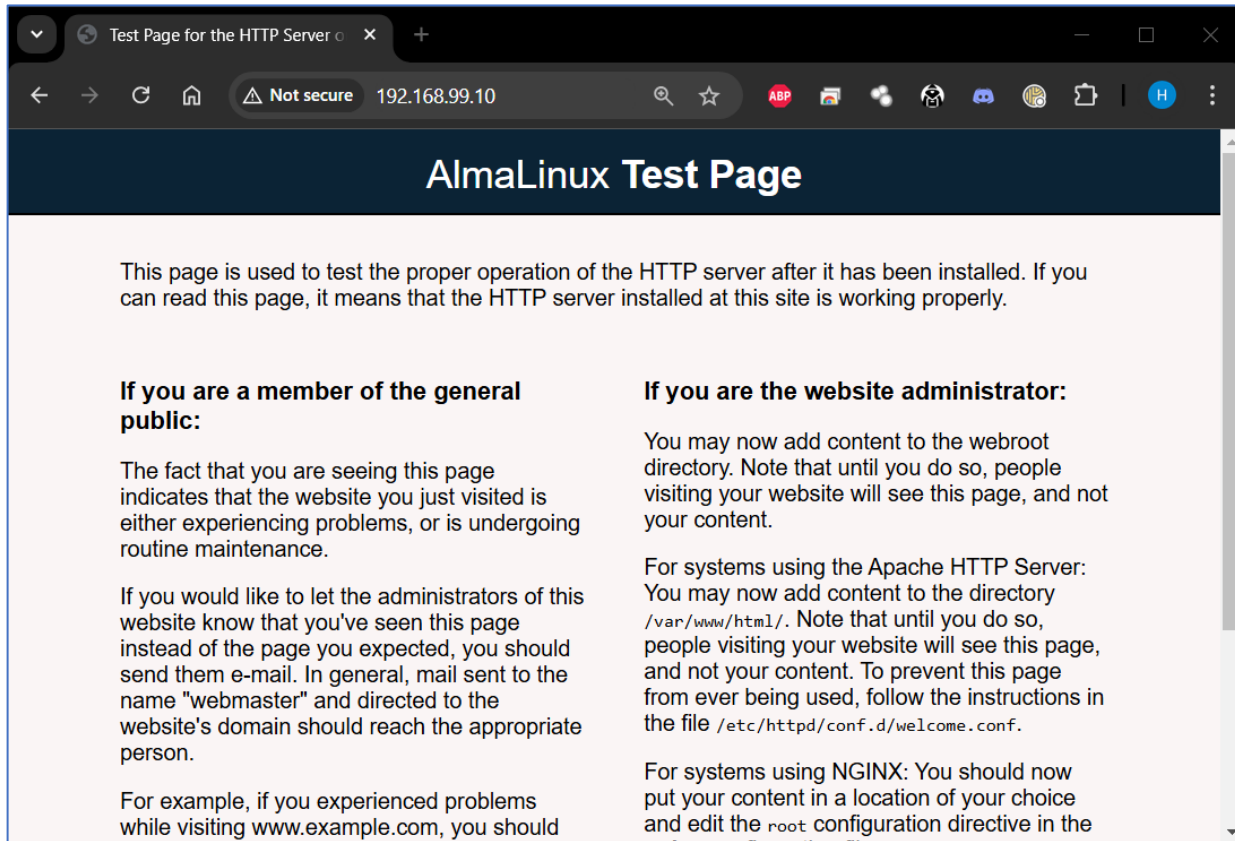 Test Page for the HTTP Server o
Not secure
192.168.99.10
ABP
H
AlmaLinux Test Page
This page is used to test the proper operation of the HTTP server after it has been installed. If you
can read this page, it means that the HTTP server installed at this site is working properly.
If you are a member of the general
public:
The fact that you are seeing this page
indicates that the website you just visited is
either experiencing problems, or is undergoing
routine maintenance.
If you would like to let the administrators of this
website know that you've seen this page
instead of the page you expected, you should
send them e-mail. In general, mail sent to the
name "webmaster" and directed to the
website's domain should reach the appropriate
person.
For example, if you experienced problems
while visiting www.example.com, you should
If you are the website administrator:
You may now add content to the webroot
directory. Note that until you do so, people
visiting your website will see this page, and not
your content.
For systems using the Apache HTTP Server:
You may now add content to the directory
/var/www/html/. Note that until you do so,
people visiting your website will see this page,
and not your content. To prevent this page
from ever being used, follow the instructions in
the file /etc/httpd/conf.d/welcome.conf.
For systems using NGINX: You should now
put your content in a location of your choice
and edit the root configuration directive in the